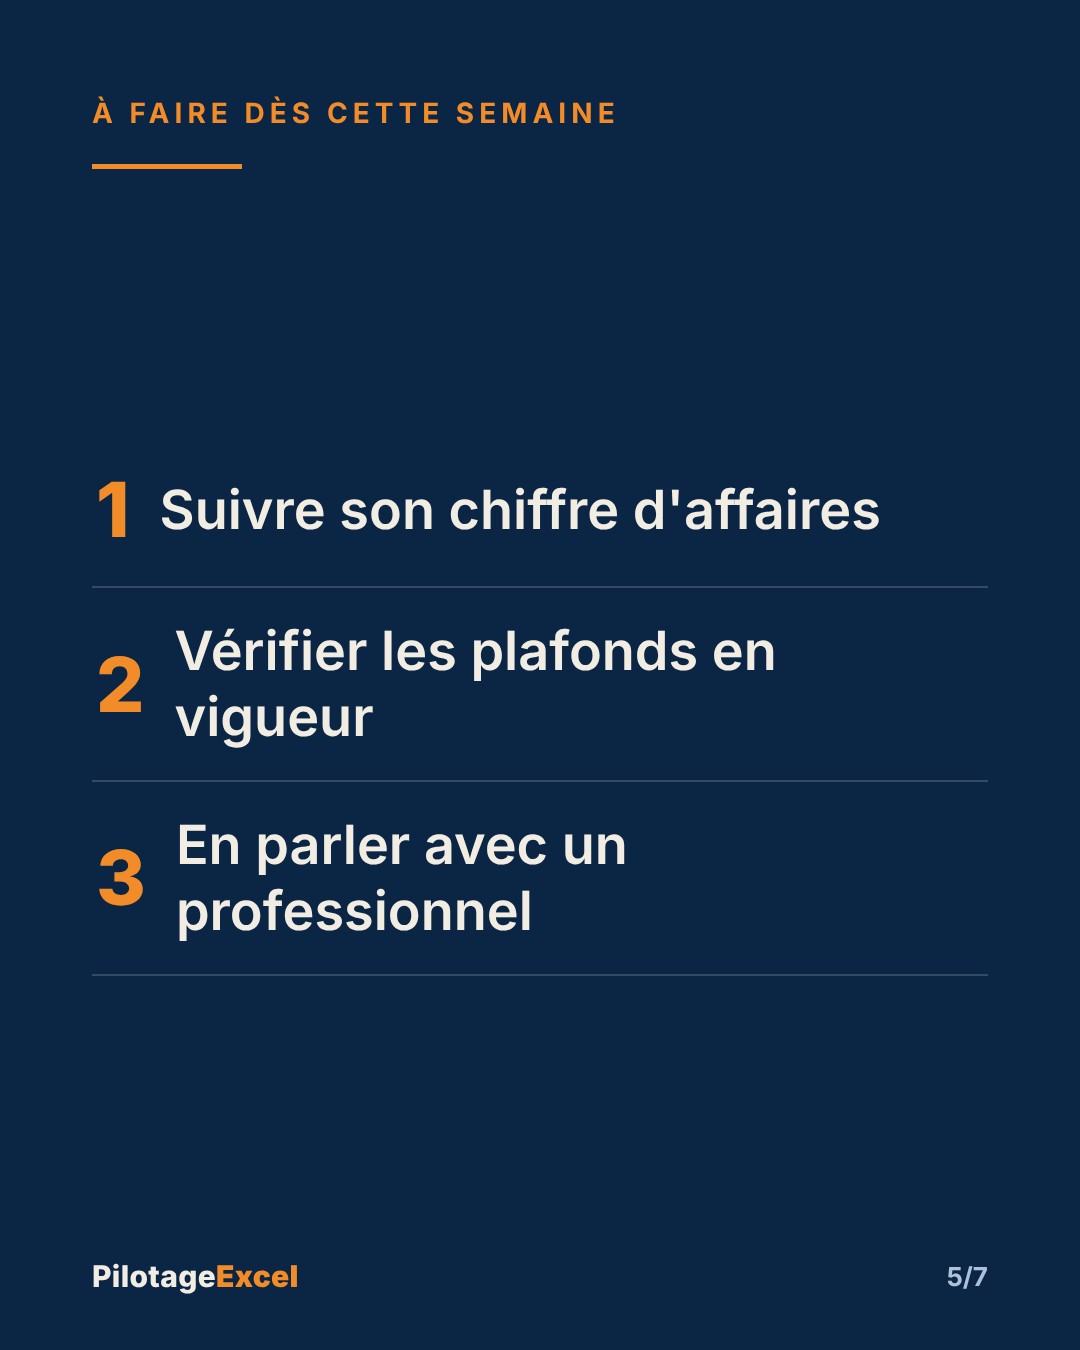 À FAIRE DÈS CETTE SEMAINE
1 Suivre son chiffre d'affaires
2 Vérifier les plafonds en
vigueur
3 En parler avec un
professionnel
PilotageExcel
5/7